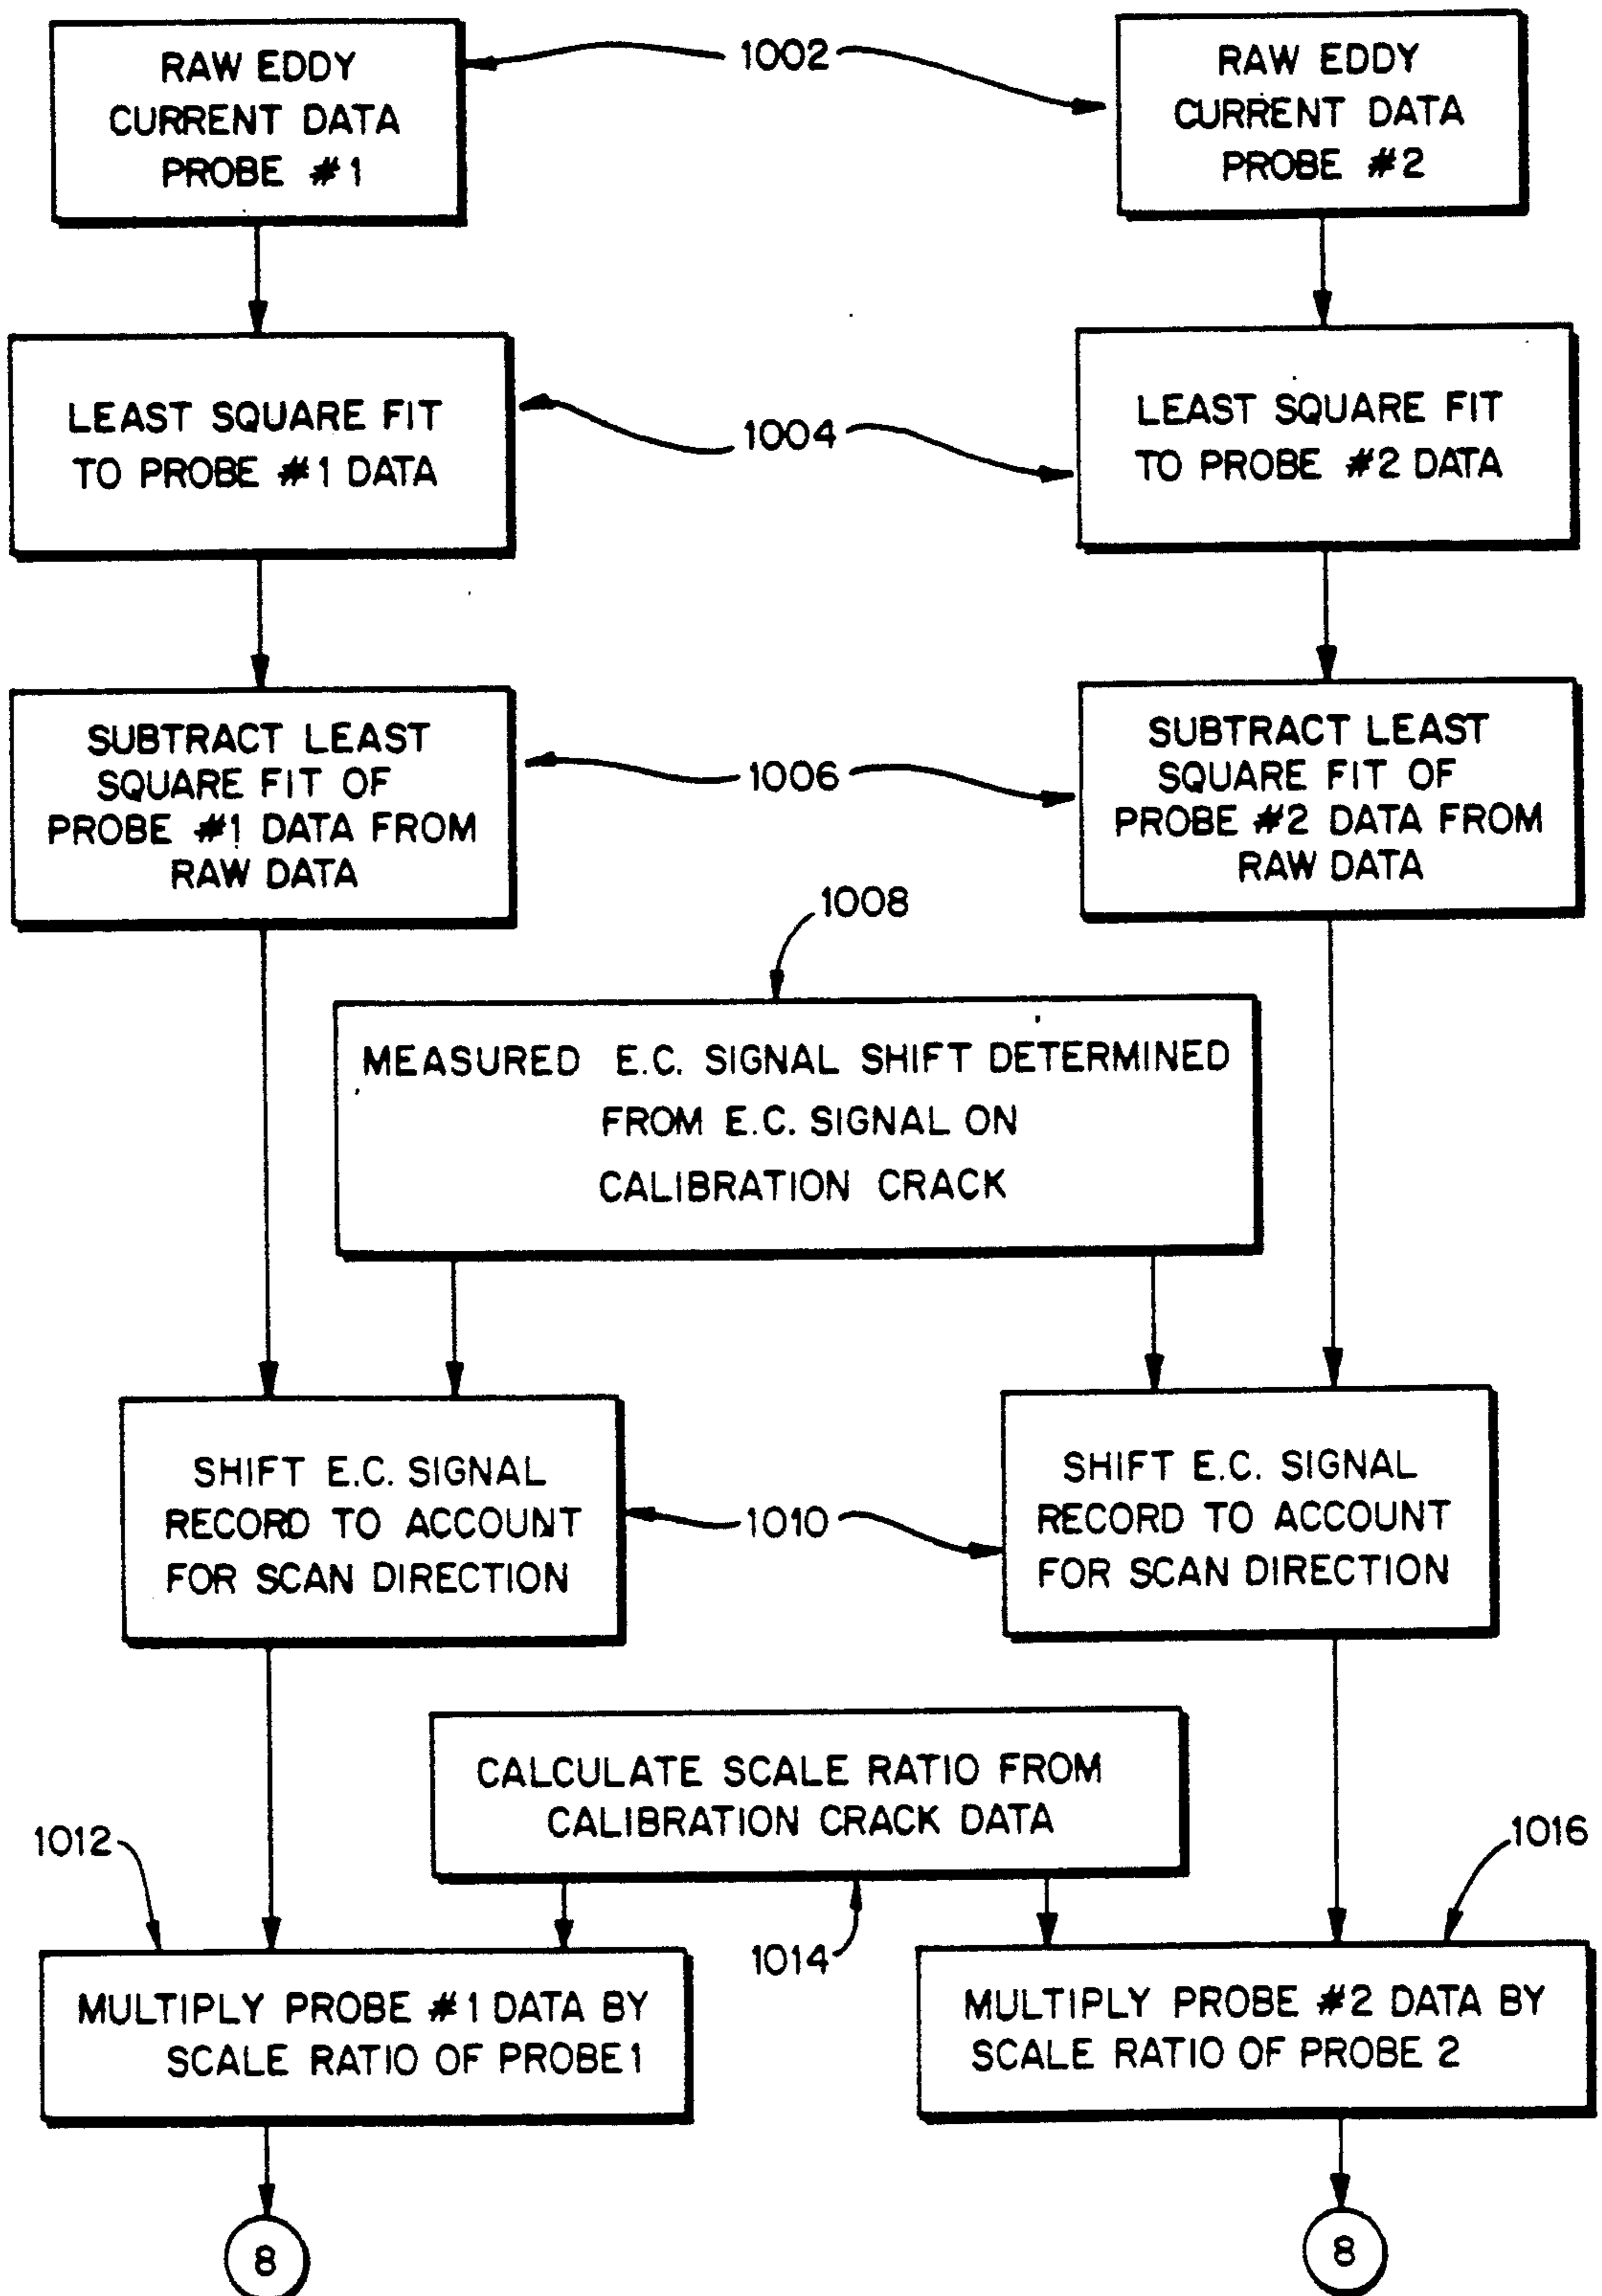 RAW EDDY
CURRENT DATA
PROBE #1
1002
RAW EDDY
CURRENT DATA
PROBE #2
LEAST SQUARE FIT
TO PROBE #1 DATA
1004
LEAST SQUARE FIT
TO PROBE #2 DATA
SUBTRACT LEAST
SQUARE FIT OF
PROBE #1 DATA FROM
RAW DATA
1006
SUBTRACT LEAST
SQUARE FIT OF
PROBE #2 DATA FROM
RAW DATA
1008
MEASURED E.C. SIGNAL SHIFT DETERMINED
FROM E.C. SIGNAL ON
CALIBRATION CRACK
SHIFT E.C. SIGNAL
RECORD TO ACCOUNT
FOR SCAN DIRECTION
1010
SHIFT E.C. SIGNAL
RECORD TO ACCOUNT
FOR SCAN DIRECTION
CALCULATE SCALE RATIO FROM
CALIBRATION CRACK DATA
1012
1014
1016
MULTIPLY PROBE #1 DATA BY
SCALE RATIO OF PROBE 1
MULTIPLY PROBE #2 DATA BY
SCALE RATIO OF PROBE 2
8
8